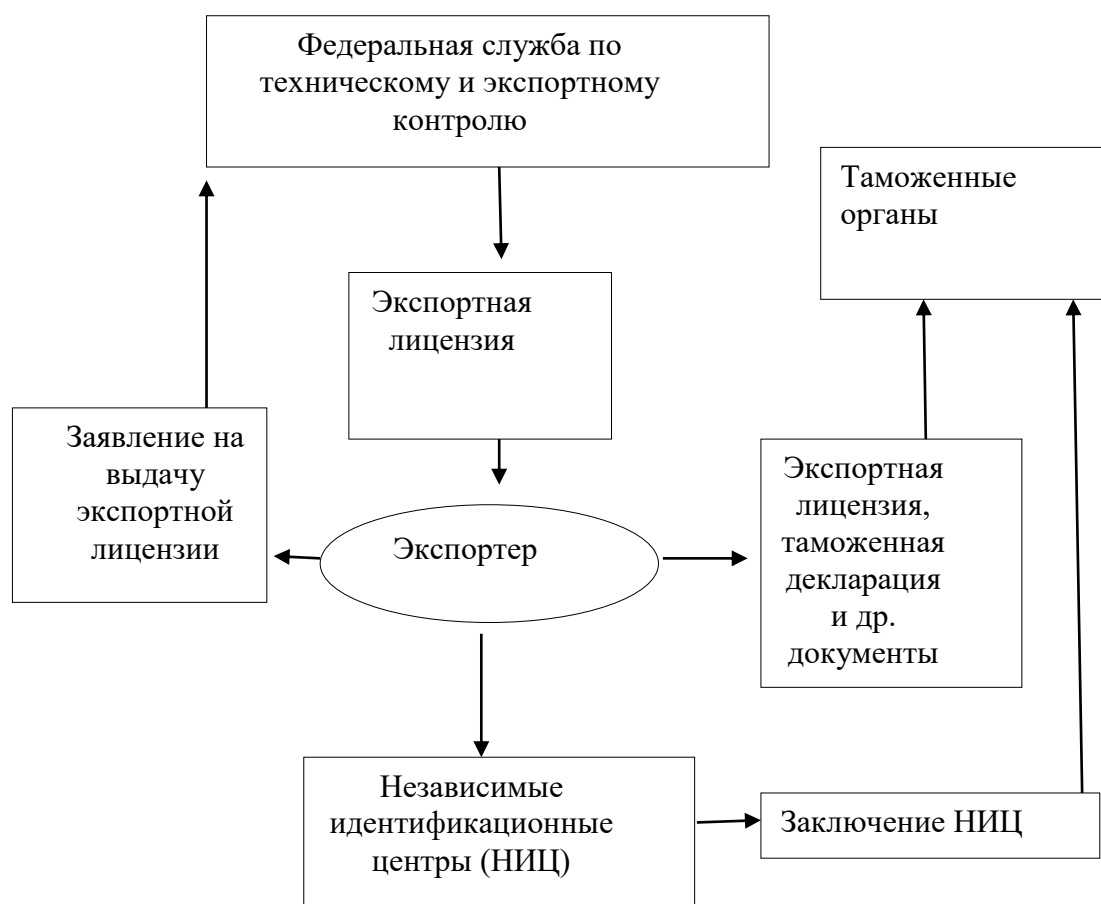 Федеральная служба по
техническому и экспортному
контролю
Таможенные
органы
Экспортная
лицензия
Заявление на
выдачу
экспортной
лицензии
Экспортер
Экспортная
лицензия,
таможенная
декларация
и др.
документы
Независимые
идентификационные
центры (НИЦ)
Заключение НИЦ